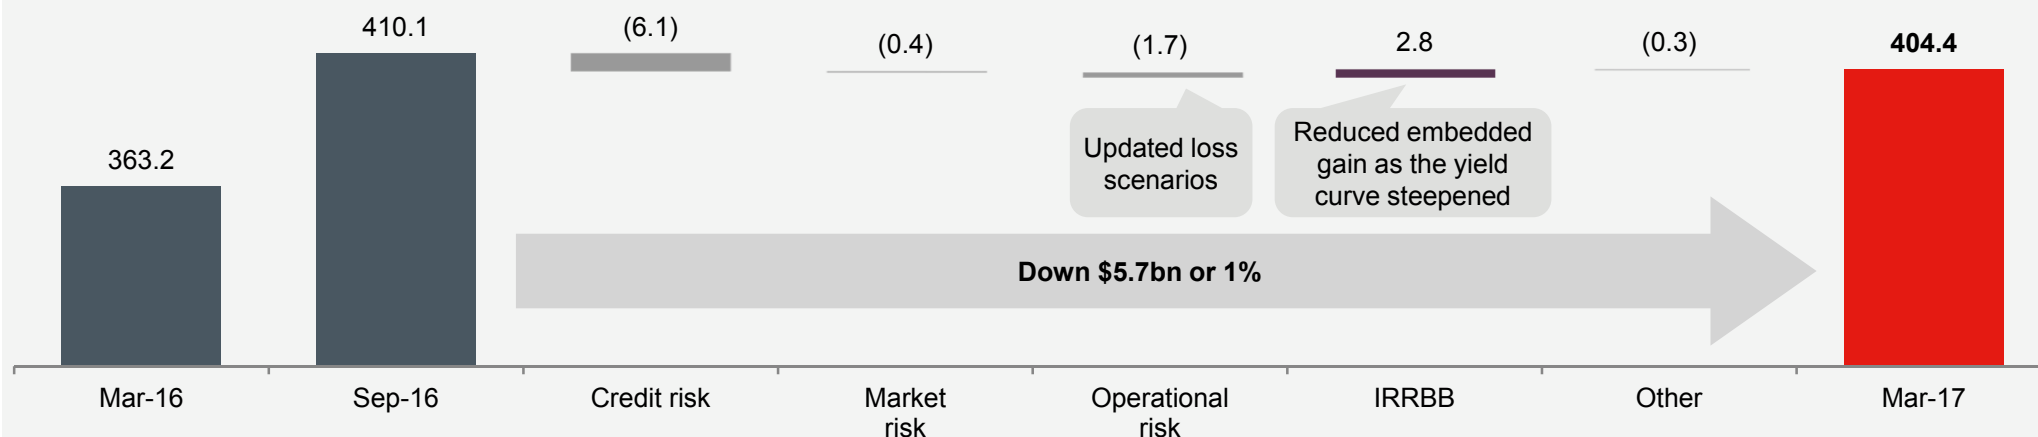 410.1
(6.1)
(0.4)
(1.7)
2.8
(0.3)
404.4
363.2
Updated loss
scenarios
Reduced embedded
gain as the yield
curve steepened
Down $5.7bn or 1%
Mar-16
Sep-16
Credit risk
Market
risk
Operational
risk
IRRBB
Other
Mar-17